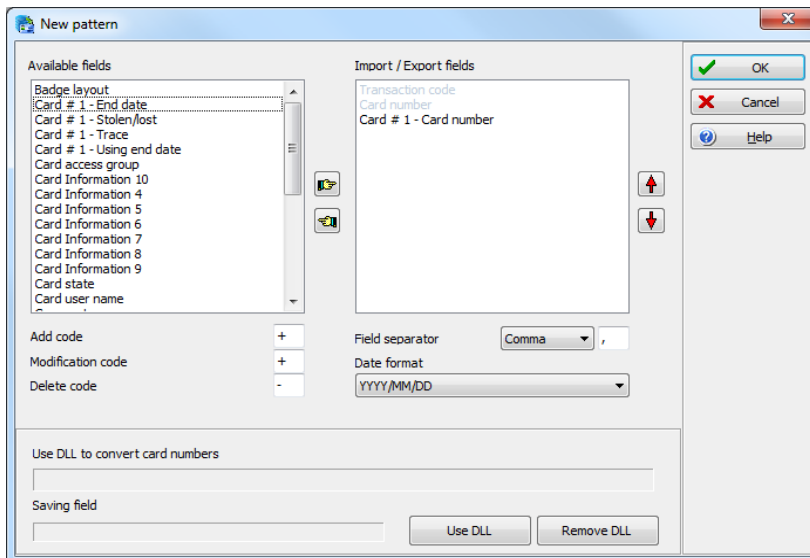 New pattern
Available fields
Badge layout
Card # 1 - End date
Card # 1 - Stolen/lost
Card # 1 - Trace
Card # 1 - Using end date
Card access group
Card Information 10
Card Information 4
Card Information 5
Card Information 6
Card Information 7
Card Information 8
Card Information 9
Card state
Card user name
Import / Export fields
Transaction code
Card number
Card # 1 - Card number
OK
Cancel
Help
Add code +
Modification code +
Delete code -
Field separator Comma ,
Date format
YYYY/MM/DD
Use DLL to convert card numbers
Saving field
Use DLL
Remove DLL